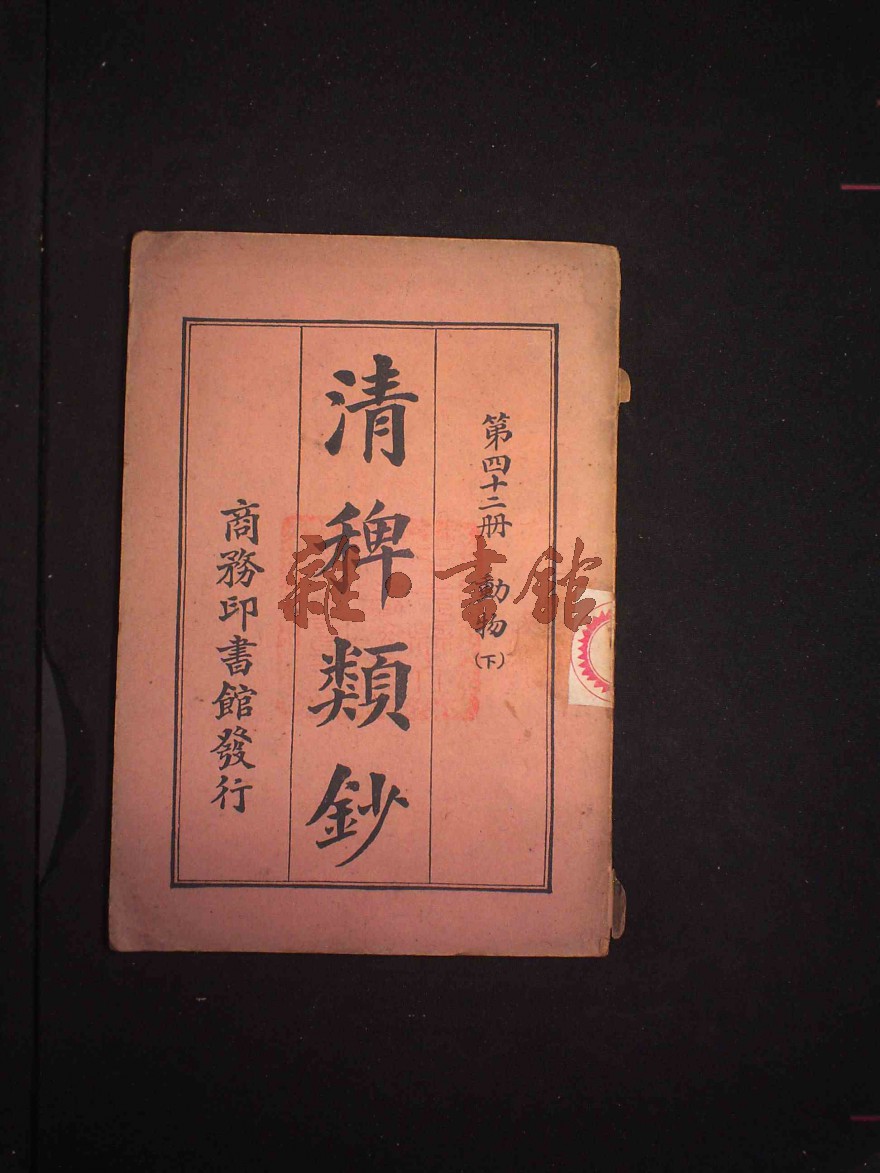 第四十二册 動物(下)
清稗類鈔
商務印書館發行
雜·書館